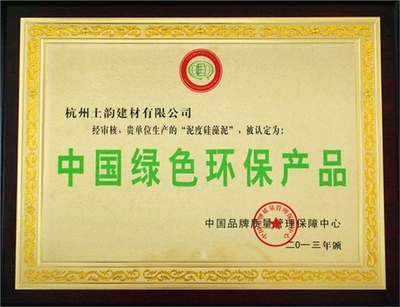 杭州土韵建材有限公司
经审核，贵单位生产的“泥度硅藻泥”，被认定为：
中国绿色环保产品
中国品牌质量管理保障中心
二〇一三年颁